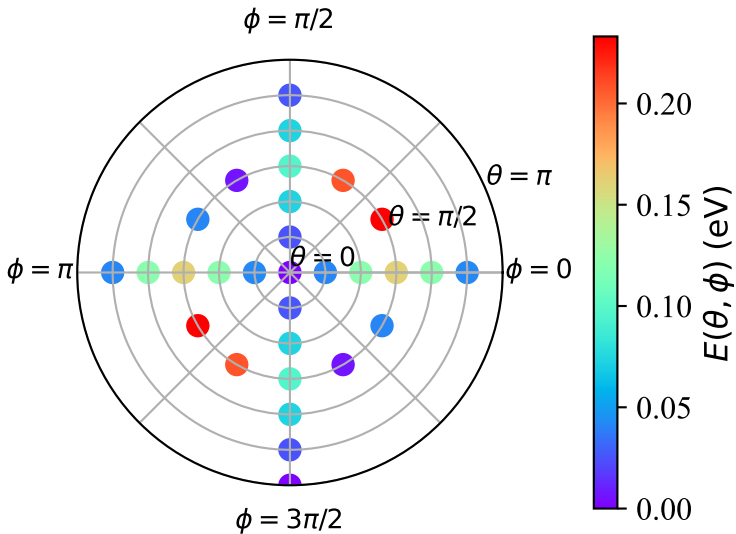 ϕ = π/2
θ = π
θ = π/2
θ = 0
ϕ = π
ϕ = 0
ϕ = 3π/2
0.20
0.15
0.10
0.05
0.00
E(θ, ϕ) (eV)